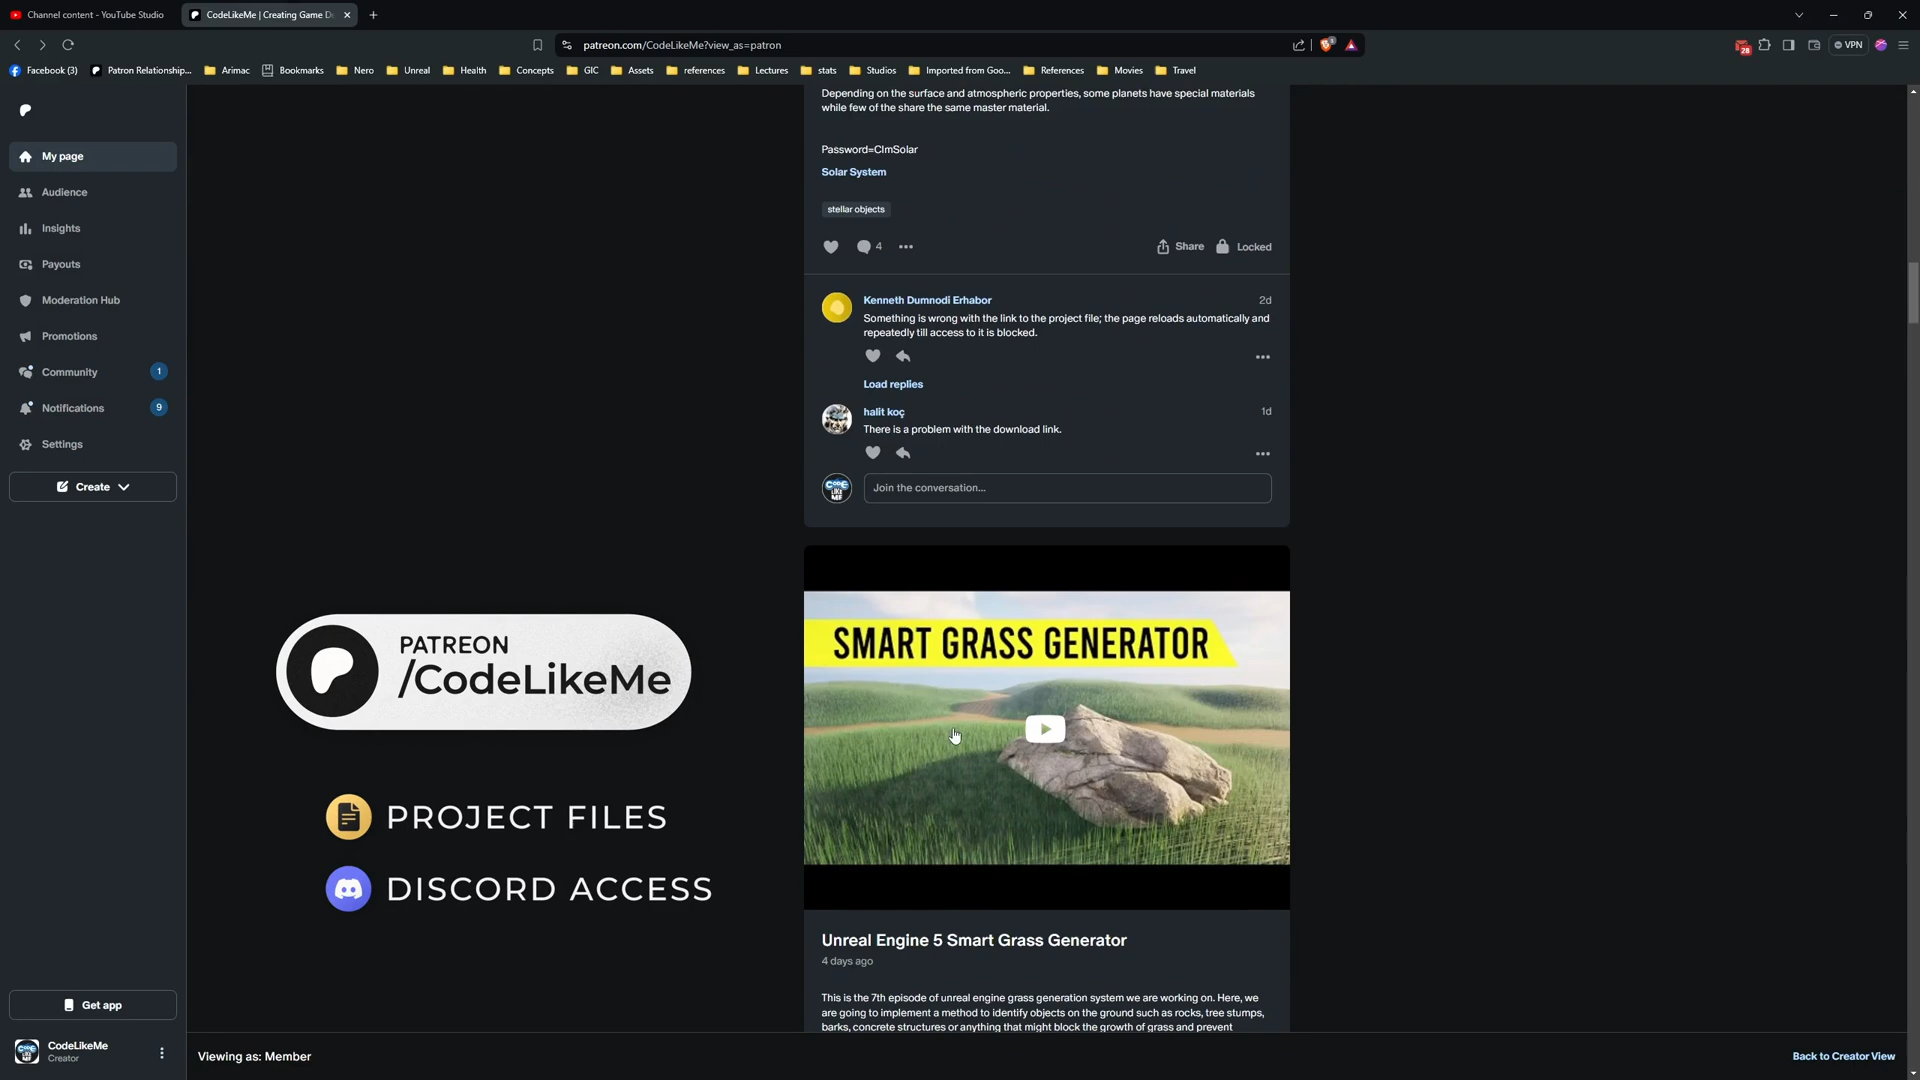 Channel content - YouTube Studio
CodeLikeMe | Creating Game De
patreon.com/CodeLikeMe?view_as=patron
3
28
VPN
Facebook (3)
Patron Relationship...
Arimac
Bookmarks
Nero
Unreal
Health
Concepts
GIC
Assets
references
Lectures
stats
Studios
Imported from Goo...
References
Movies
Travel
My page
Audience
Insights
Payouts
Moderation Hub
Promotions
Community
1
Notifications
9
Settings
Create
Get app
CodeLikeMe
Creator
Depending on the surface and atmospheric properties, some planets have special materials
while few of the share the same master material.
Password=ClmSolar
Solar System
stellar objects
4
Share
Locked
Kenneth Dumnodi Erhabor
2d
Something is wrong with the link to the project file; the page reloads automatically and
repeatedly till access to it is blocked.
Load replies
halit koç
1d
There is a problem with the download link.
CODE
LIKE
ME
Join the conversation...
SMART GRASS GENERATOR
PATREON
/CodeLikeMe
PROJECT FILES
DISCORD ACCESS
Unreal Engine 5 Smart Grass Generator
4 days ago
This is the 7th episode of unreal engine grass generation system we are working on. Here, we
are going to implement a method to identify objects on the ground such as rocks, tree stumps,
barks, concrete structures or anything that might block the growth of grass and prevent
Viewing as: Member
Back to Creator View